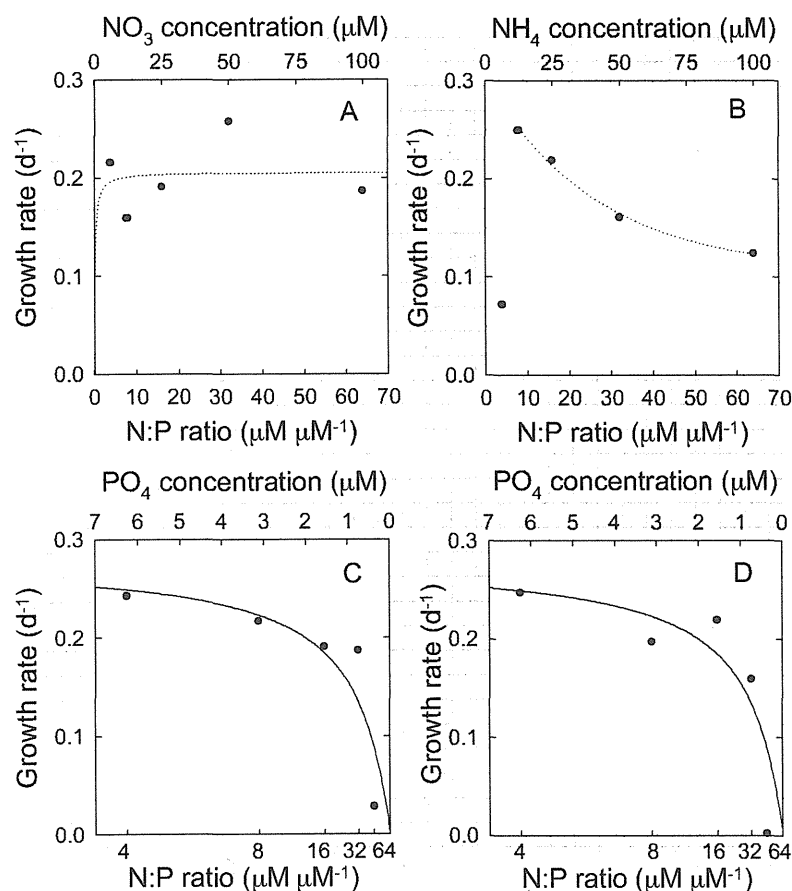 NO3 concentration (μM)
0 25 50 75 100
0.3
0.2
0.1
0.0
Growth rate (d-1)
A
0 10 20 30 40 50 60 70
N:P ratio (μM μM-1)
NH4 concentration (μM)
0 25 50 75 100
0.3
0.2
0.1
0.0
Growth rate (d-1)
B
0 10 20 30 40 50 60 70
N:P ratio (μM μM-1)
PO4 concentration (μM)
7 6 5 4 3 2 1 0
0.3
0.2
0.1
0.0
Growth rate (d-1)
C
4 8 16 32 64
N:P ratio (μM μM-1)
PO4 concentration (μM)
7 6 5 4 3 2 1 0
0.3
0.2
0.1
0.0
Growth rate (d-1)
D
4 8 16 32 64
N:P ratio (μM μM-1)